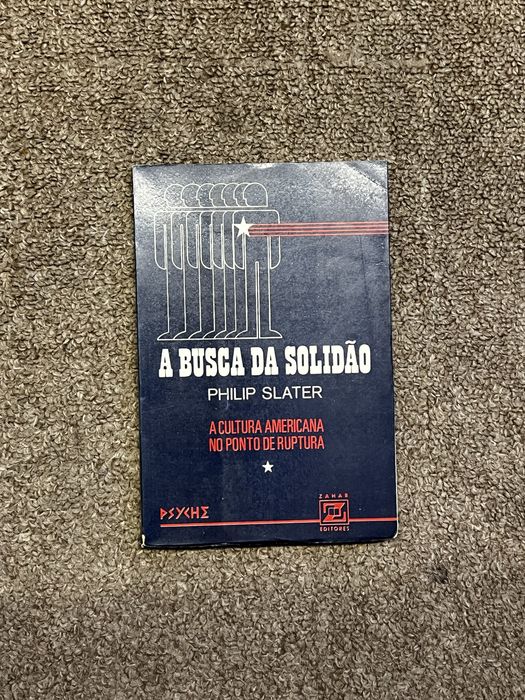 A BUSCA DA SOLIDÃO
PHILIP SLATER
A CULTURA AMERICANA
NO PONTO DE RUPTURA
PSYCHE
ZAHAR
EDITORES